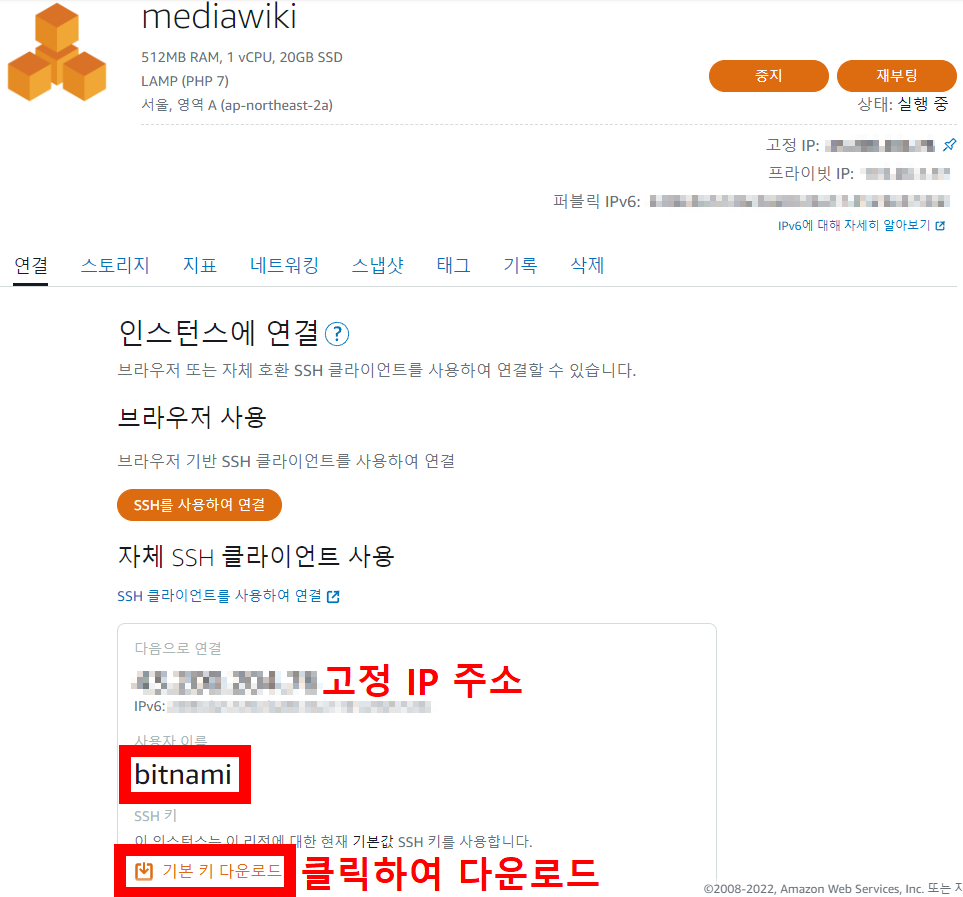 mediawiki
512MB RAM, 1 vCPU, 20GB SSD
LAMP (PHP 7)
서울, 영역 A (ap-northeast-2a)
중지
재부팅
상태: 실행 중
고정 IP:
프라이빗 IP:
퍼블릭 IPv6:
IPv6에 대해 자세히 알아보기
연결 스토리지 지표 네트워킹 스냅샷 태그 기록 삭제
인스턴스에 연결 ?
브라우저 또는 자체 호환 SSH 클라이언트를 사용하여 연결할 수 있습니다.
브라우저 사용
브라우저 기반 SSH 클라이언트를 사용하여 연결
SSH를 사용하여 연결
자체 SSH 클라이언트 사용
SSH 클라이언트를 사용하여 연결
다음으로 연결
고정 IP 주소
IPv6:
사용자 이름
bitnami
SSH 키
이 인스턴스는 이 리전에 대한 현재 기본값 SSH 키를 사용합니다.
기본 키 다운로드 클릭하여 다운로드
©2008-2022, Amazon Web Services, Inc. 또는